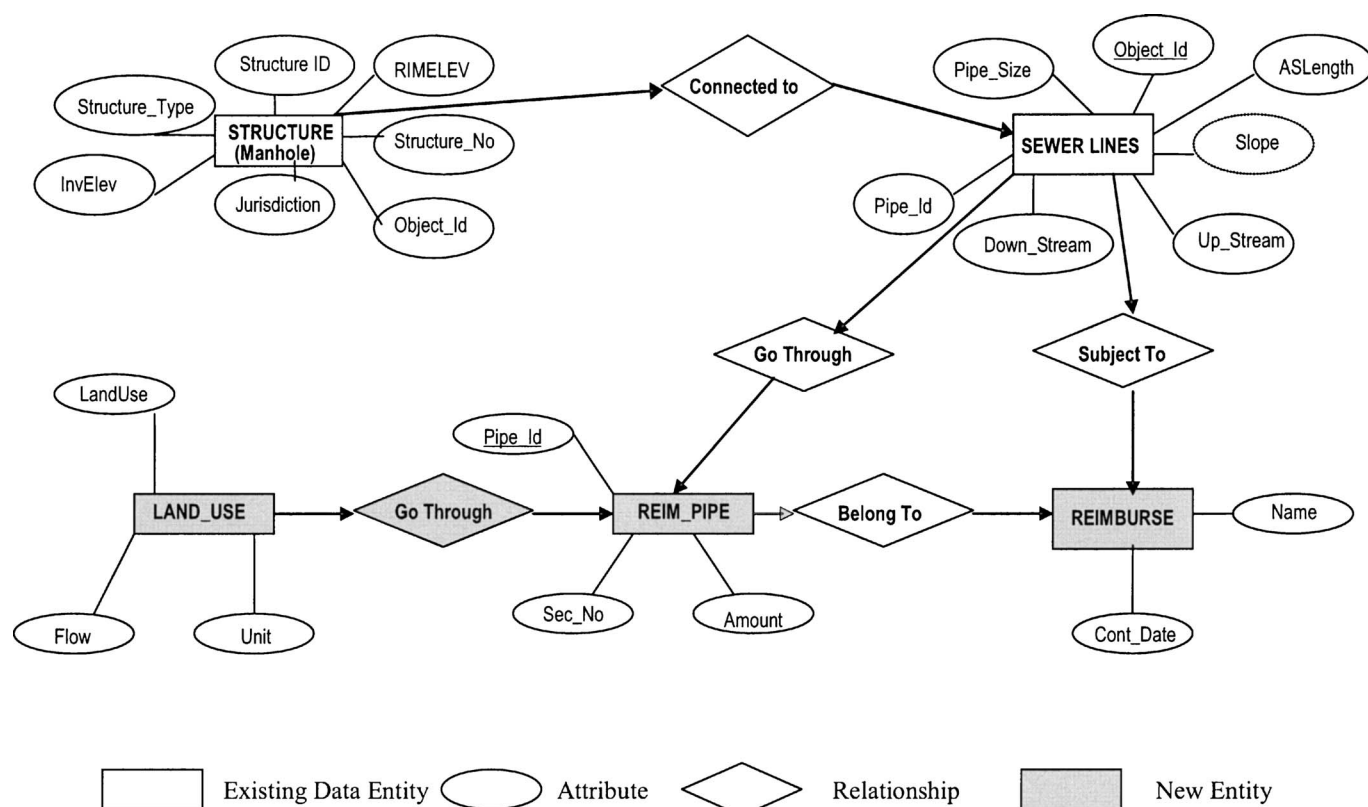 Structure ID
RIMELEV
Structure_Type
STRUCTURE
(Manhole)
Structure_No
InvElev
Jurisdiction
Object_Id
Connected to
Pipe_Size
Object_Id
ASLength
SEWER LINES
Slope
Pipe_Id
Down_Stream
Up_Stream
Go Through
Subject To
LandUse
Pipe_Id
LAND_USE
Go Through
REIM_PIPE
Belong To
REIMBURSE
Name
Flow
Unit
Sec_No
Amount
Cont_Date
Existing Data Entity
Attribute
Relationship
New Entity